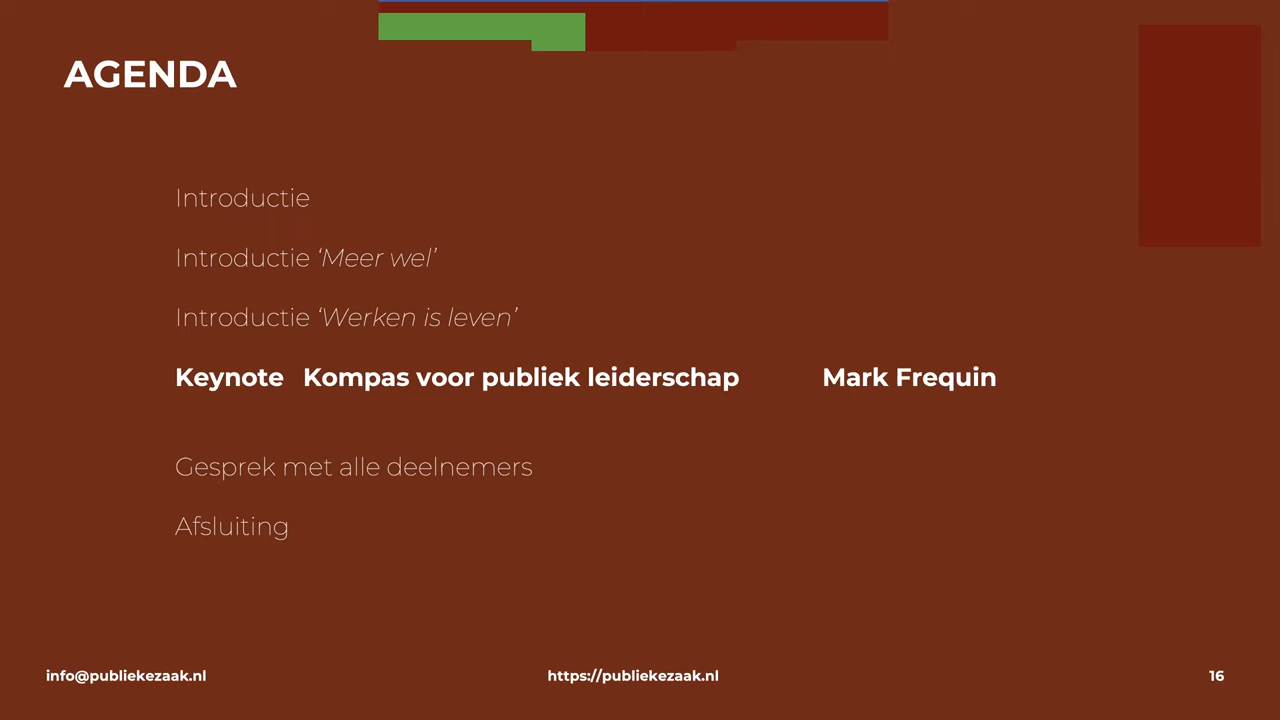 AGENDA
Introductie
Introductie ‘Meer wel’
Introductie ‘Werken is leven’
Keynote Kompas voor publiek leiderschap Mark Frequin
Gesprek met alle deelnemers
Afsluiting
info@publiekezaak.nl https://publiekezaak.nl 16